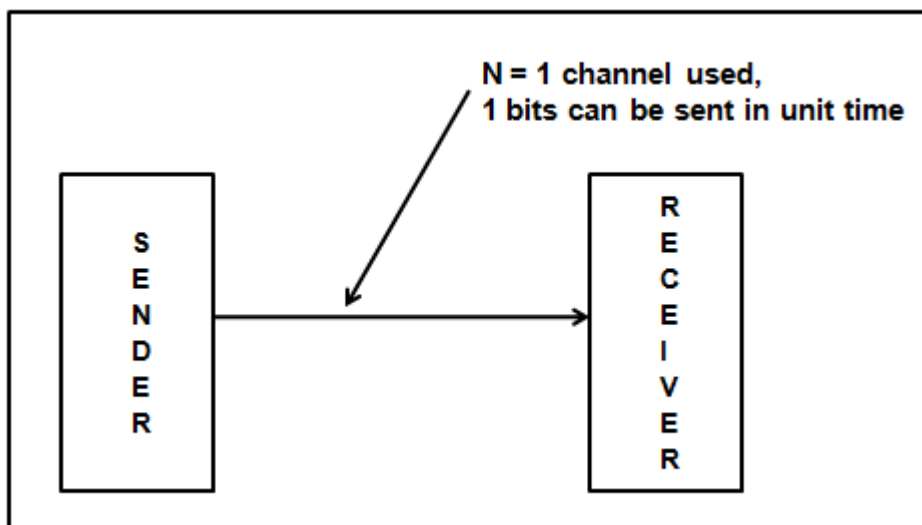 N = 1 channel used,
1 bits can be sent in unit time
S
E
N
D
E
R
R
E
C
E
I
V
E
R